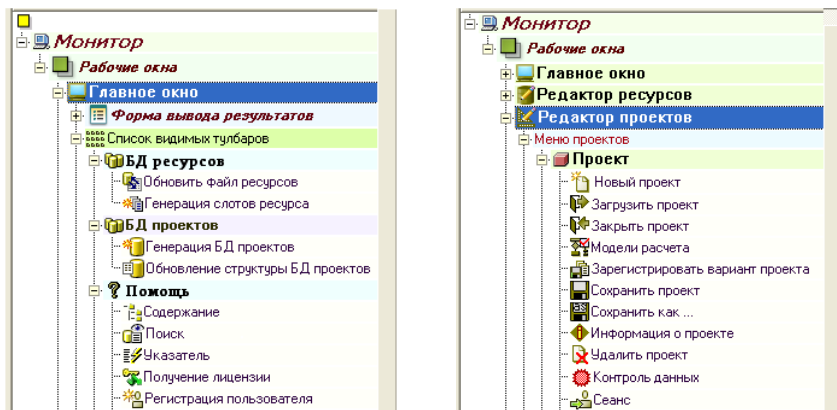 Монитор
Рабочие окна
Главное окно
Форма вывода результатов
Список видимых тулбаров
БД ресурсов
Обновить файл ресурсов
Генерация слотов ресурса
БД проектов
Генерация БД проектов
Обновление структуры БД проектов
Помощь
Содержание
Поиск
Указатель
Получение лицензии
Регистрация пользователя
Монитор
Рабочие окна
Главное окно
Редактор ресурсов
Редактор проектов
Меню проектов
Проект
Новый проект
Загрузить проект
Закрыть проект
Модели расчета
Зарегистрировать вариант проекта
Сохранить проект
Сохранить как ...
Информация о проекте
Удалить проект
Контроль данных
Сеанс